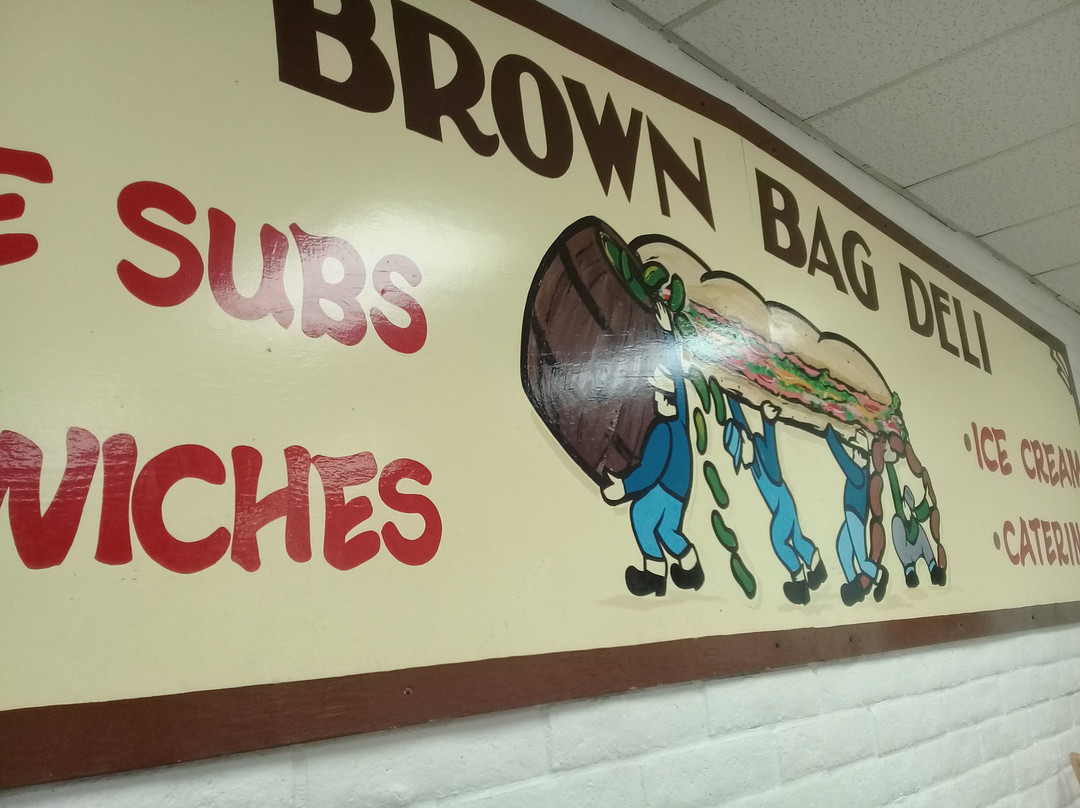 BROWN BAG DELI
E SUBS
WICHES
•ICE CREAM
•CATERIN